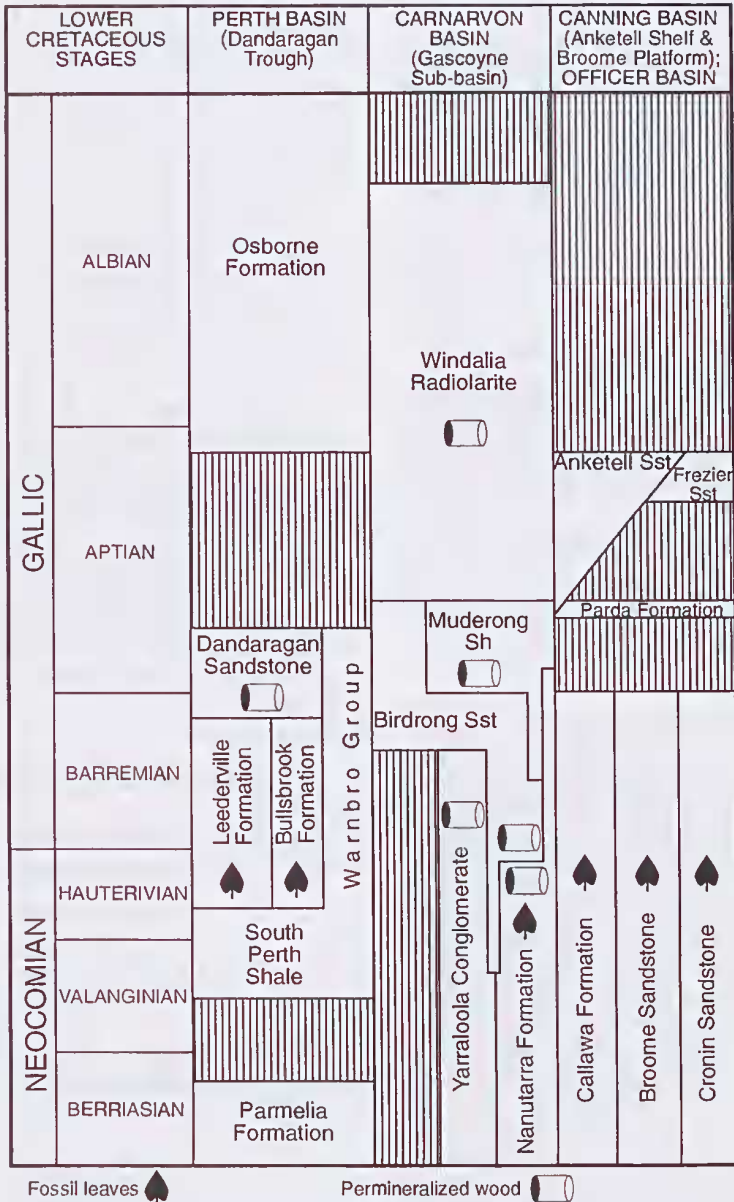 LOWER
CRETACEOUS
STAGES
PERTH BASIN
(Dandaragan
Trough)
CARNARVON
BASIN
(Gascoyne
Sub-basin)
CANNING BASIN
(Anketell Shelf &
Broome Platform);
OFFICER BASIN
GALLIC
NEOCOMIAN
ALBIAN
APTIAN
BARREMIAN
HAUTERIVIAN
VALANGINIAN
BERRIASIAN
Osborne
Formation
Dandaragan
Sandstone
Leederville
Formation
Bullsbrook
Formation
Warnbro Group
South
Perth
Shale
Parmelia
Formation
Windalia
Radiolarite
Muderong
Sh
Birdrong Sst
Yarraloola Conglomerate
Nanutarra Formation
Anketell Sst
Frezier
Sst
Parda Formation
Callawa Formation
Broome Sandstone
Cronin Sandstone
Fossil leaves
Permineralized wood